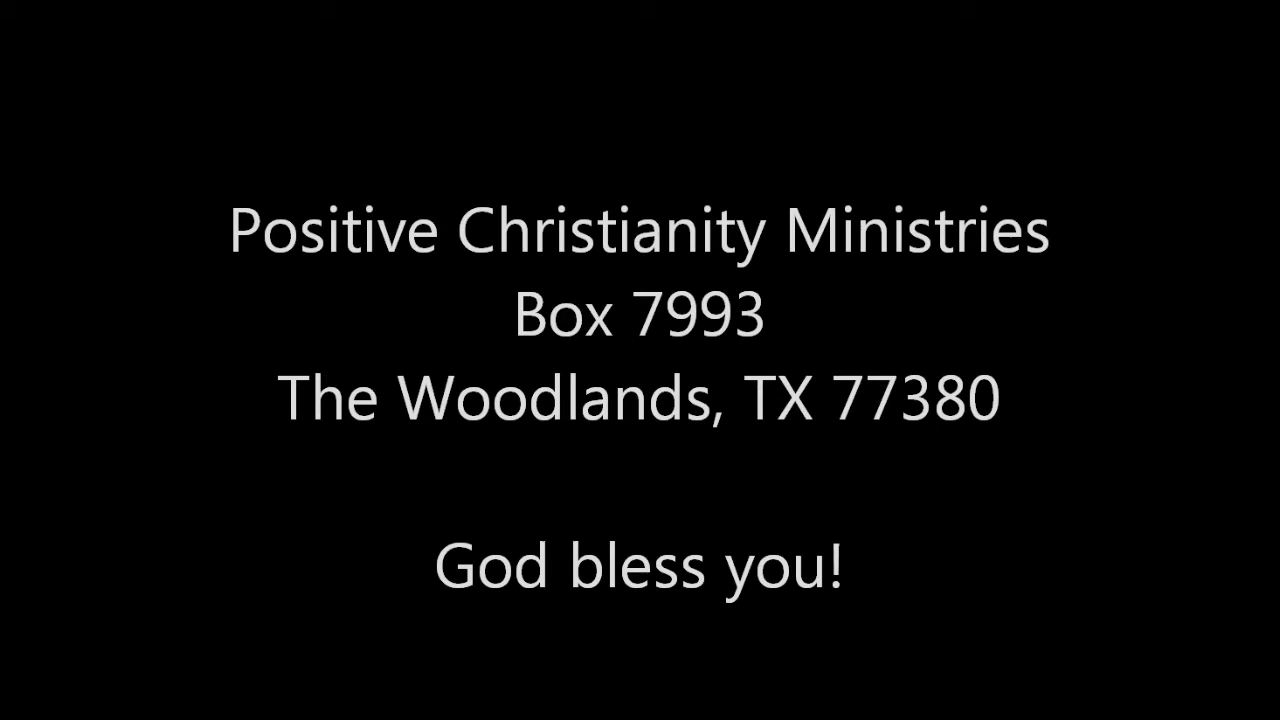 Positive Christianity Ministries
Box 7993
The Woodlands, TX 77380
God bless you!